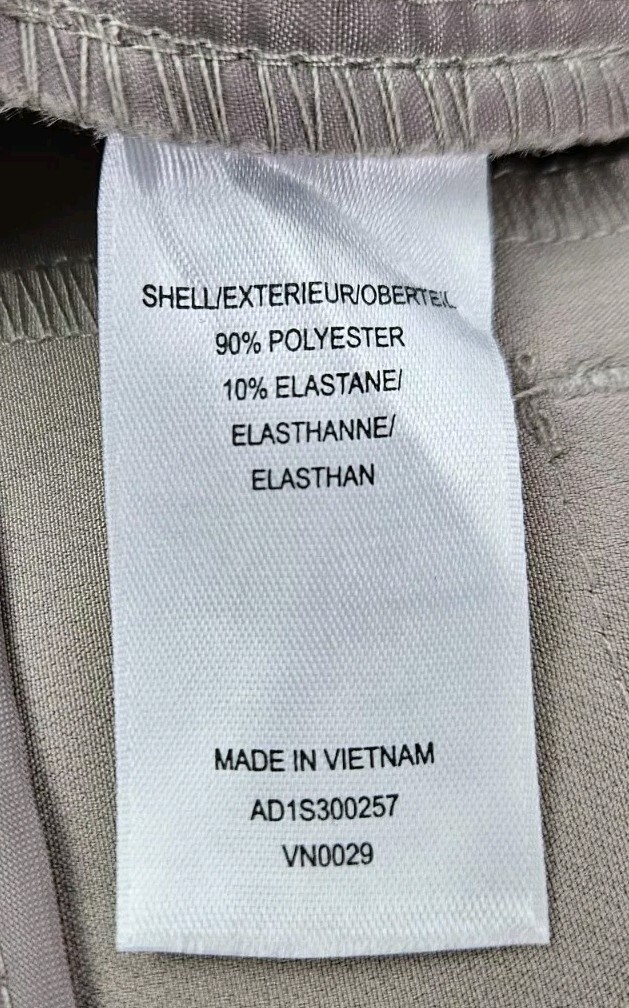 SHELL/EXTERIEUR/OBERTEIL
90% POLYESTER
10% ELASTANE/
ELASTHANNE/
ELASTHAN
MADE IN VIETNAM
AD1S300257
VN0029